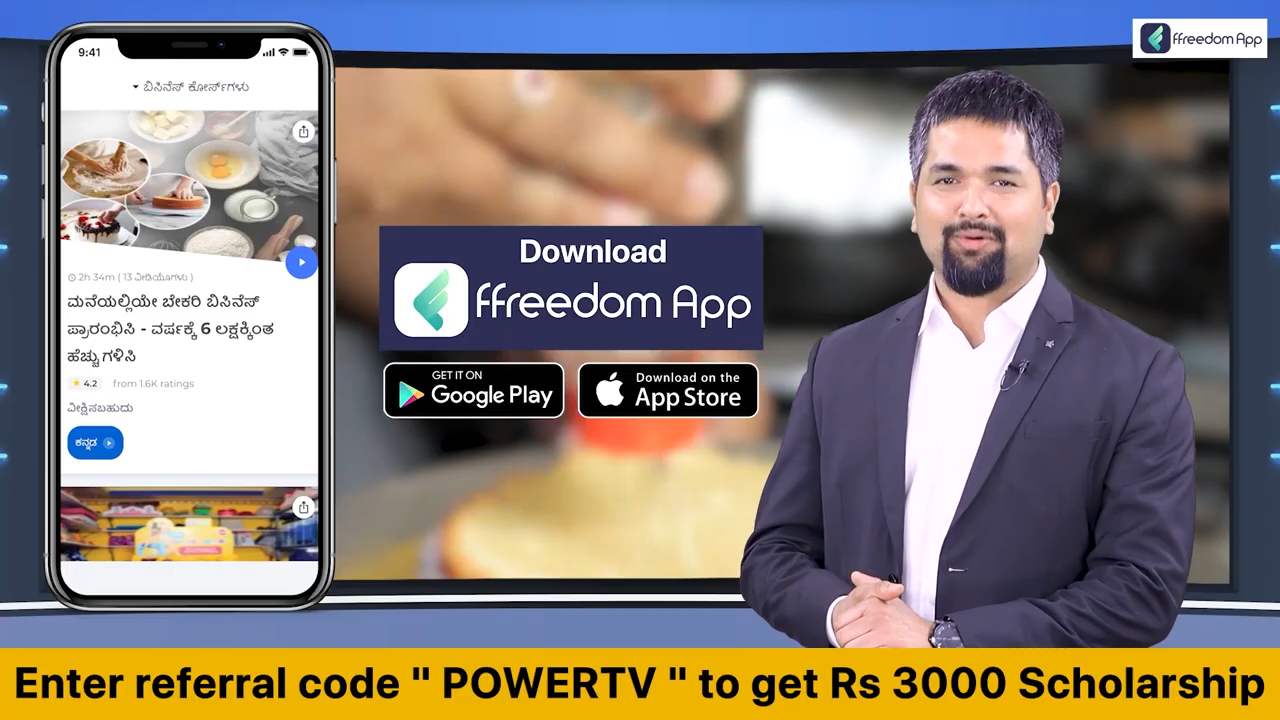 9:41
ಬಿಸಿನೆಸ್ ಕೋರ್ಸ್‌ಗಳು
2h 34m ( 13 ವೀಡಿಯೊಗಳು )
ಮನೆಯಲ್ಲಿಯೇ ಬೇಕರಿ ಬಿಸಿನೆಸ್
ಪ್ರಾರಂಭಿಸಿ - ವರ್ಷಕ್ಕೆ 6 ಲಕ್ಷಕ್ಕಿಂತ
ಹೆಚ್ಚು ಗಳಿಸಿ
4.2 from 1.6K ratings
ವೀಕ್ಷಿಸಬಹುದು
ಕನ್ನಡ
Download
ffreedom App
GET IT ON
Google Play
Download on the
App Store
ffreedom App
Enter referral code " POWERTV " to get Rs 3000 Scholarship